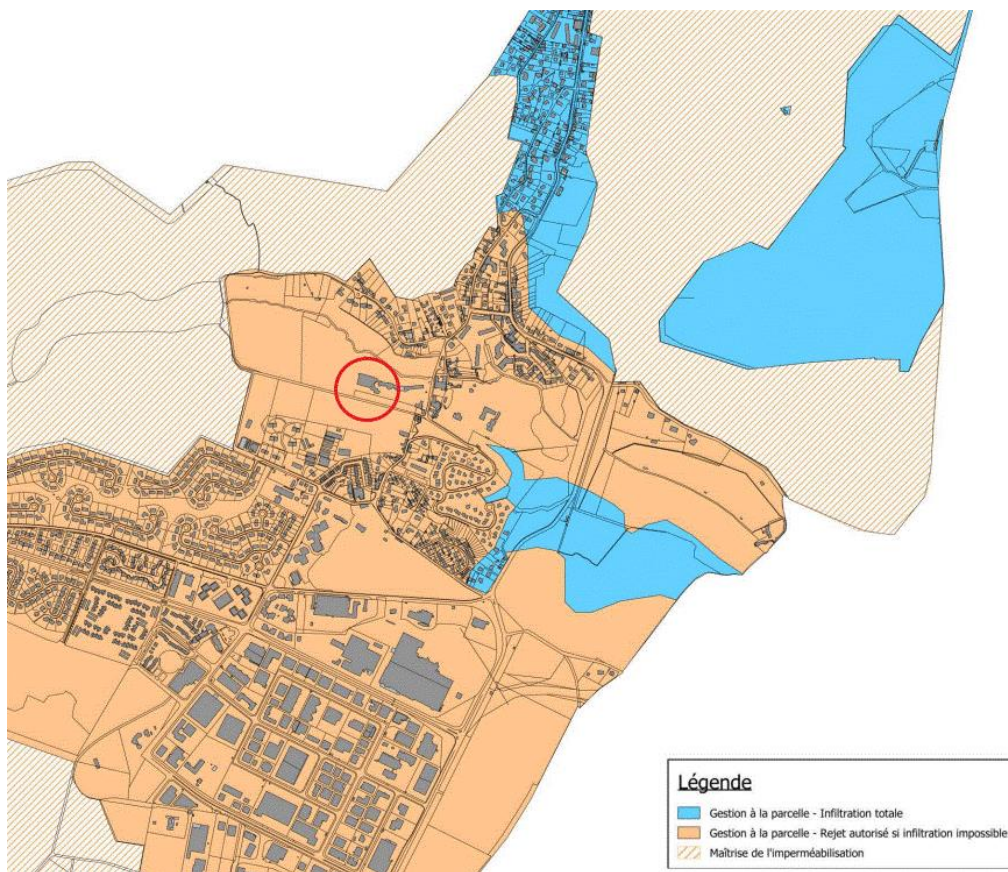 Légende
Gestion à la parcelle - Infiltration totale
Gestion à la parcelle - Rejet autorisé si infiltration impossible
Maîtrise de l'imperméabilisation